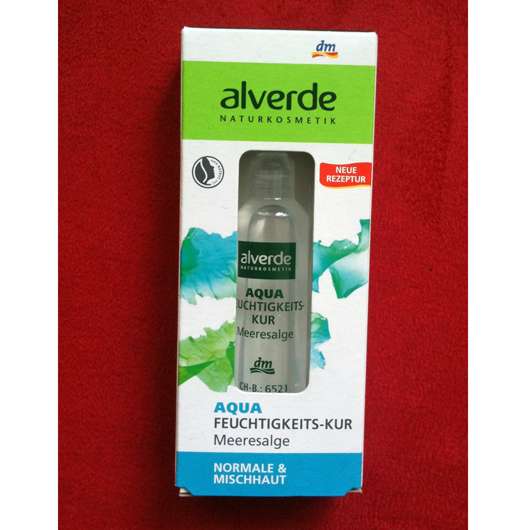 dm
alverde
NATURKOSMETIK
NEUE
REZEPTUR
alverde
NATURKOSMETIK
AQUA
EUCHTIGKEITS-
KUR
Meeresalge
dm
CH-B.: 6521
AQUA
FEUCHTIGKEITS-KUR
Meeresalge
NORMALE &
MISCHHAUT